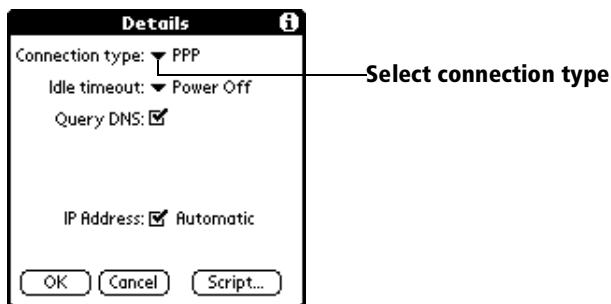 Details
Connection type: PPP
Select connection type
Idle timeout: Power Off
Query DNS:
IP Address: Automatic
OK Cancel Script...